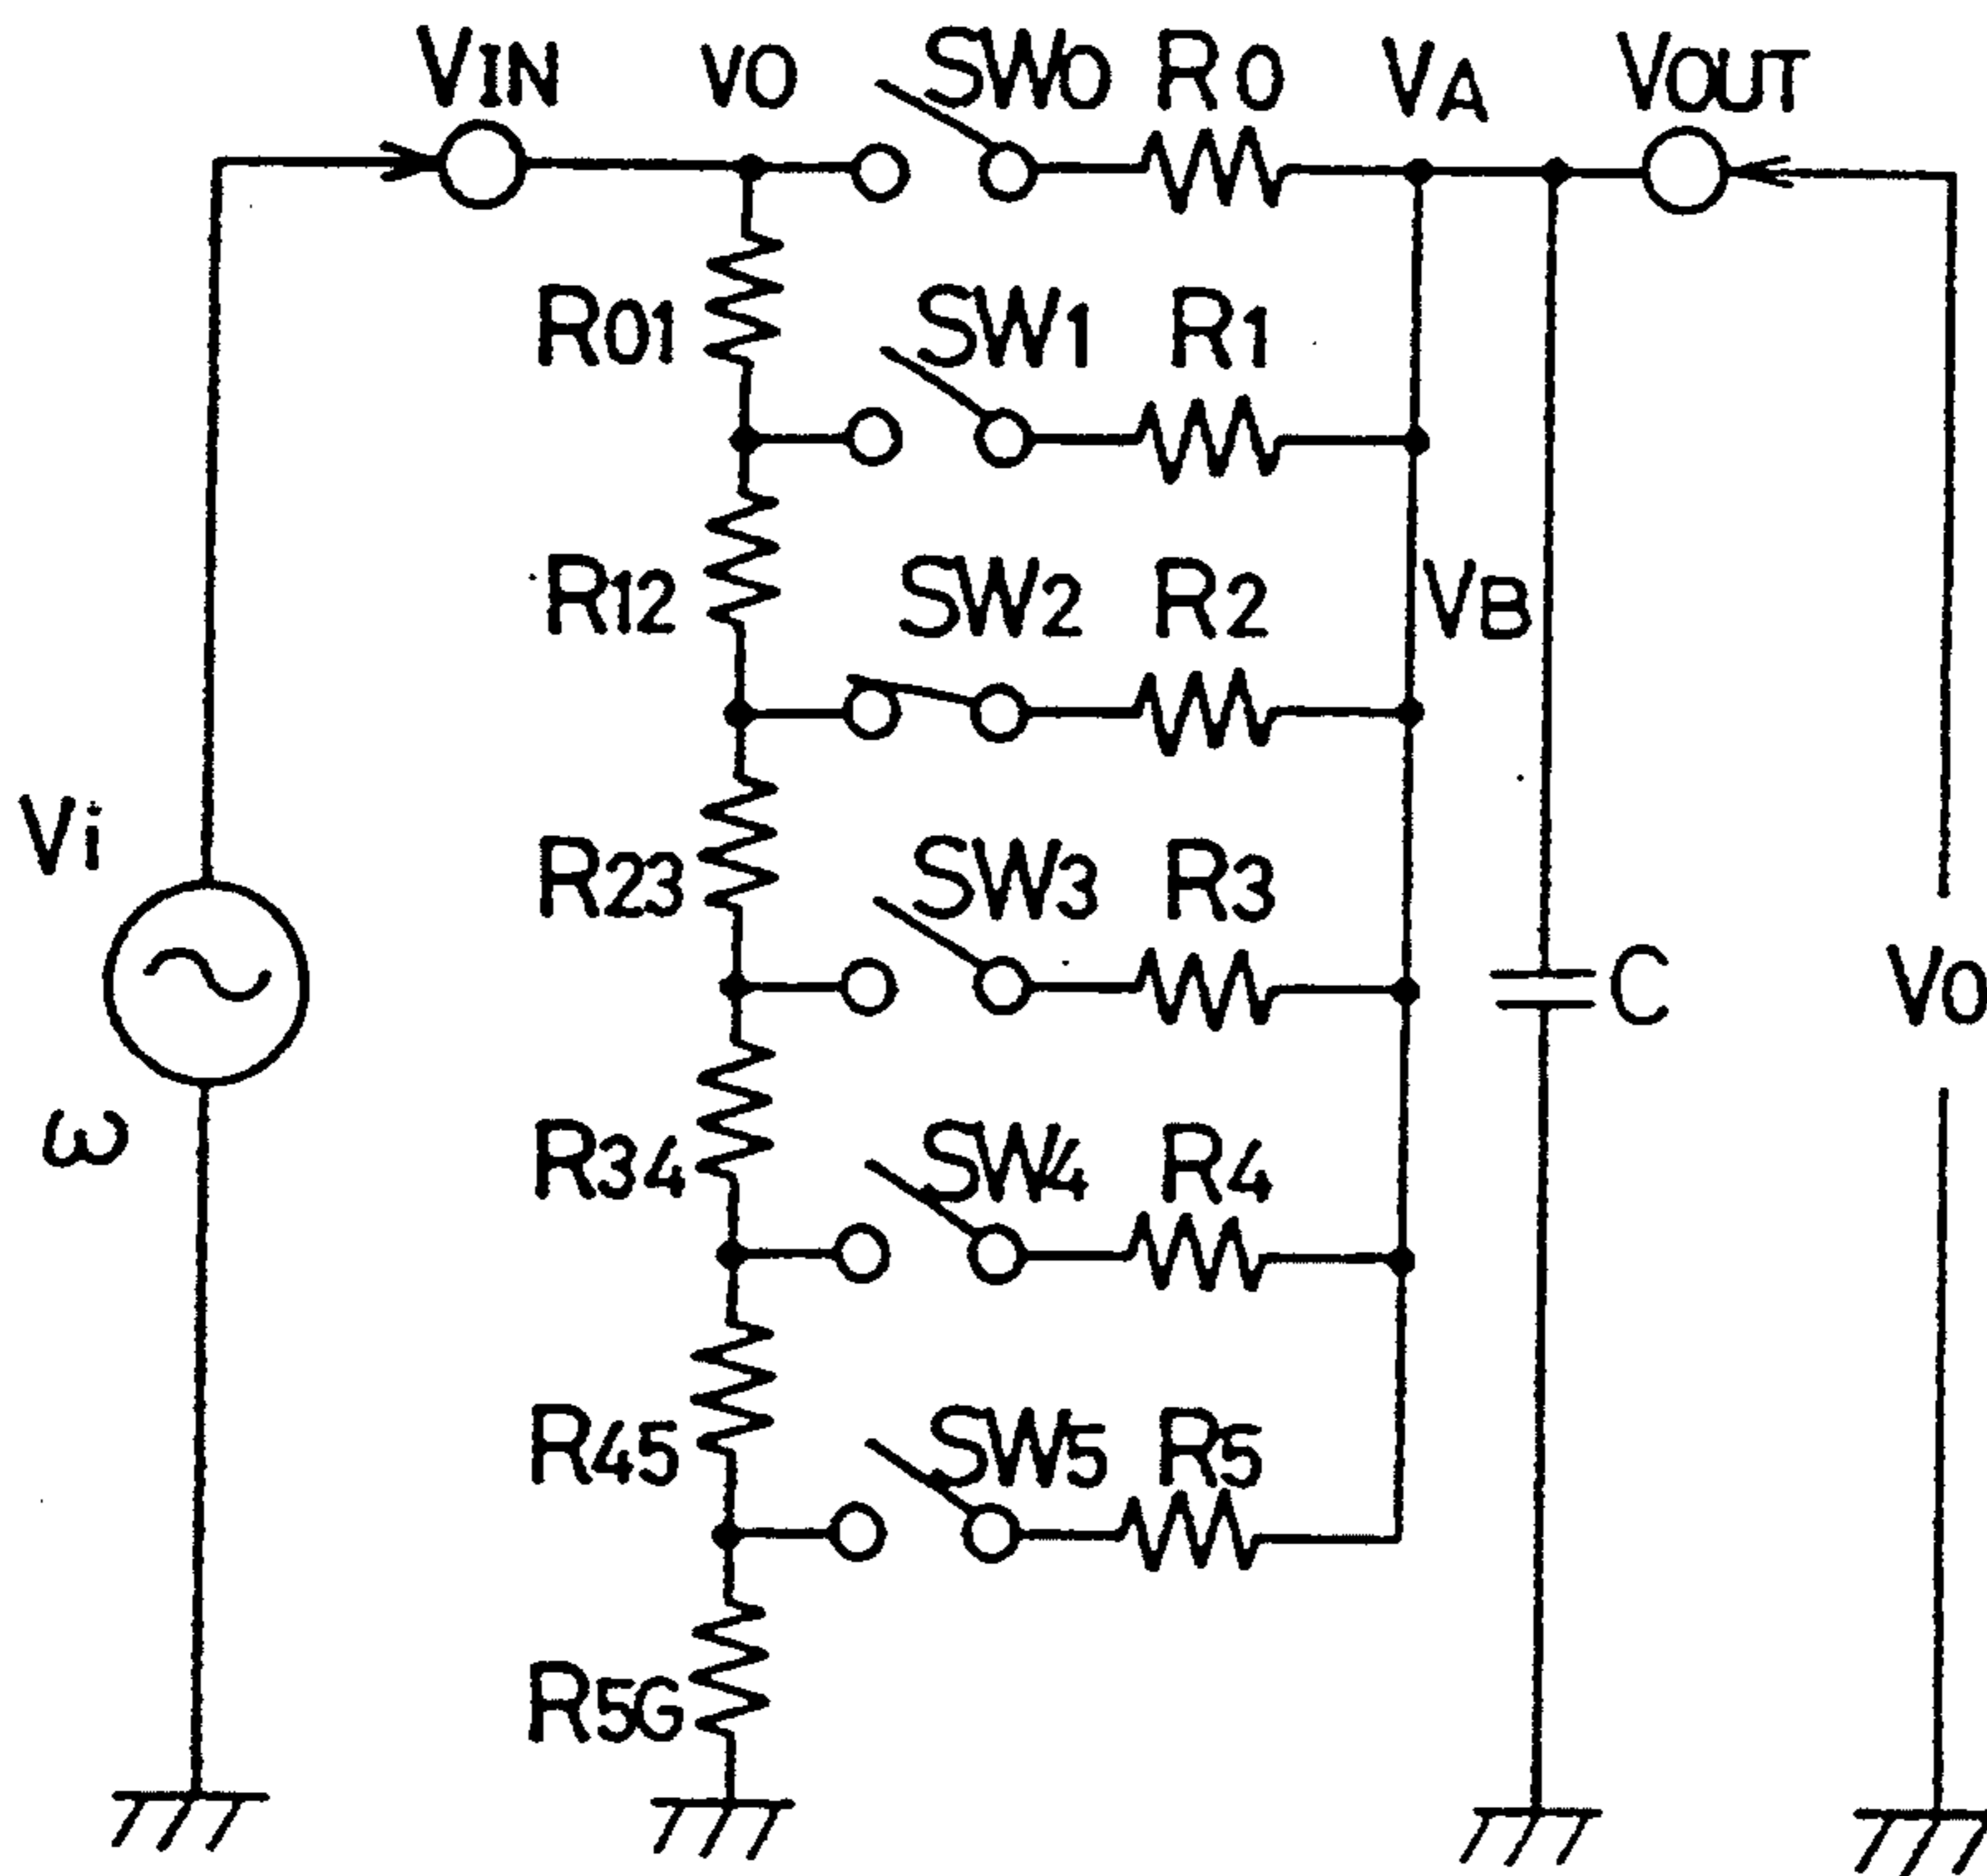 VIN VO SW0 R0 VA VOUT
R01 SW1 R1
R12 SW2 R2 VB
Vi R23 SW3 R3
C VO
ω R34 SW4 R4
R45 SW5 R5
R5G